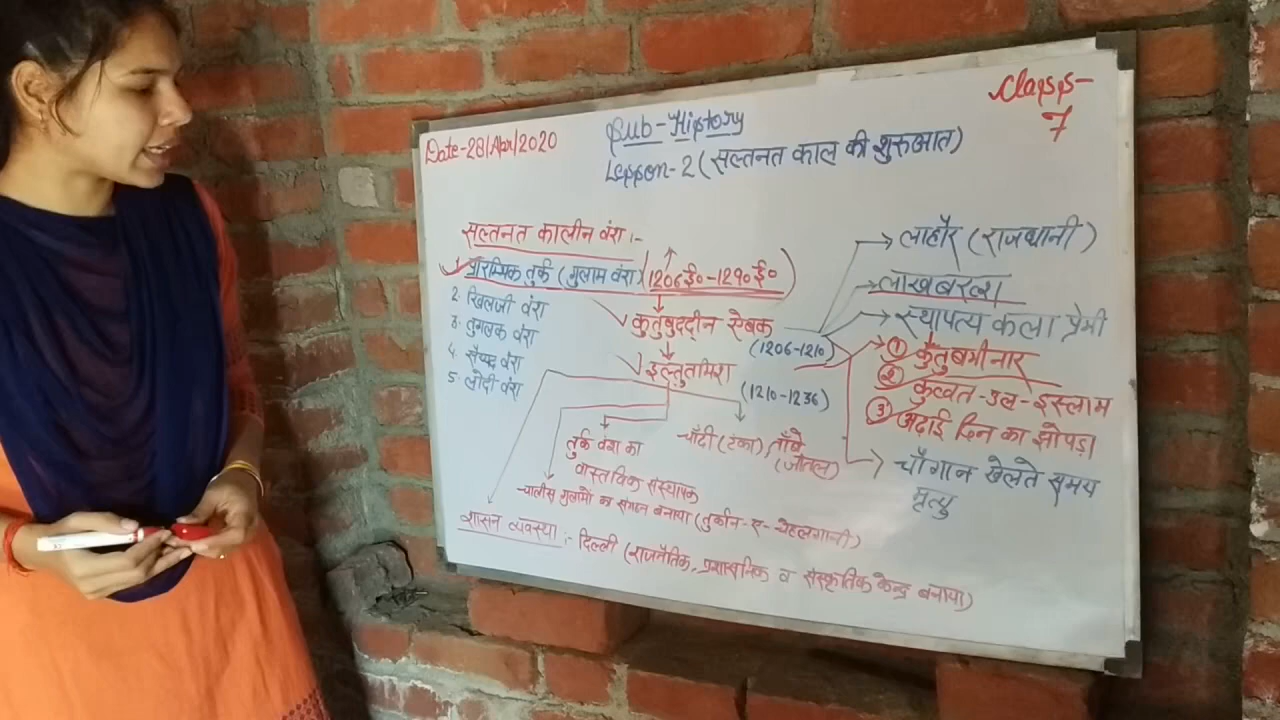 Date-28/Apr/2020
Sub-History
Class-
7
Lesson-2 (सल्तनत काल की शुरुआत)
सल्तनत कालीन वंश :-
प्रारम्भिक तुर्क (गुलाम वंश) (1206ई०-1290ई०)
2. खिलजी वंश
3. तुगलक वंश
4. सैय्यद वंश
5. लोदी वंश
कुतुबुद्दीन ऐबक
(1206-1210)
इल्तुतमिश
(1210-1236)
लाहौर (राजधानी)
लाखबख्श
स्थापत्य कला प्रेमी
① कुतुबमीनार
② कुव्वत-उल-इस्लाम
③ अढ़ाई दिन का झोपड़ा
चौगान खेलते समय
मृत्यु
तुर्क वंश का
वास्तविक संस्थापक
चाँदी (टंका), ताँबे
(जीतल)
चालीस गुलामों का संगठन बनाया (तुर्कान-ए-चेहलगानी)
शासन व्यवस्था :- दिल्ली (राजनैतिक, प्रशासनिक व संस्कृतिक केन्द्र बनाया)